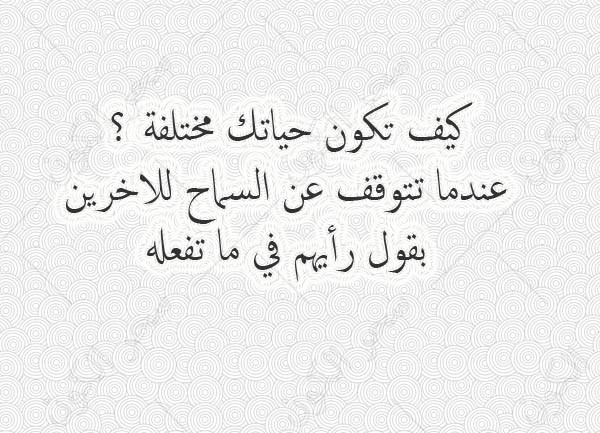 كيف تكون حياتك مختلفة ؟
عندما تتوقف عن السماح للاخرين
بقول رأيهم في ما تفعله